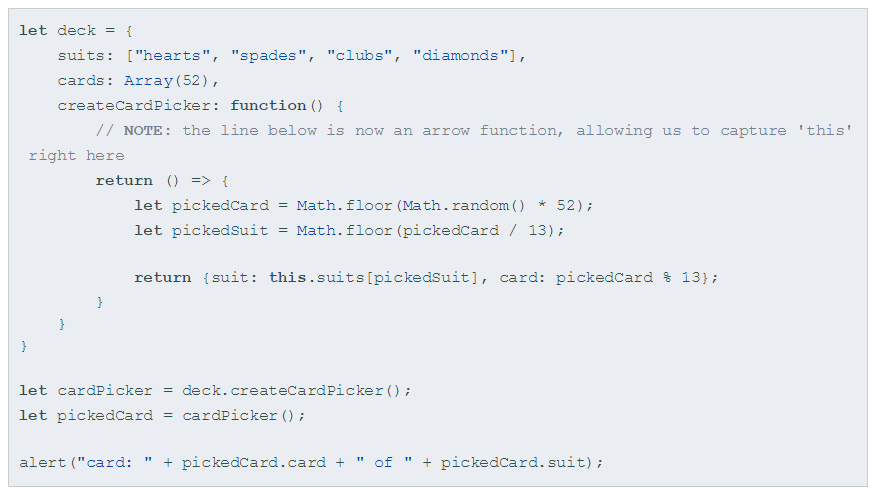 let deck = {
    suits: ["hearts", "spades", "clubs", "diamonds"],
    cards: Array(52),
    createCardPicker: function() {
        // NOTE: the line below is now an arrow function, allowing us to capture 'this'
 right here
        return () => {
            let pickedCard = Math.floor(Math.random() * 52);
            let pickedSuit = Math.floor(pickedCard / 13);

            return {suit: this.suits[pickedSuit], card: pickedCard % 13};
        }
    }
}

let cardPicker = deck.createCardPicker();
let pickedCard = cardPicker();

alert("card: " + pickedCard.card + " of " + pickedCard.suit);